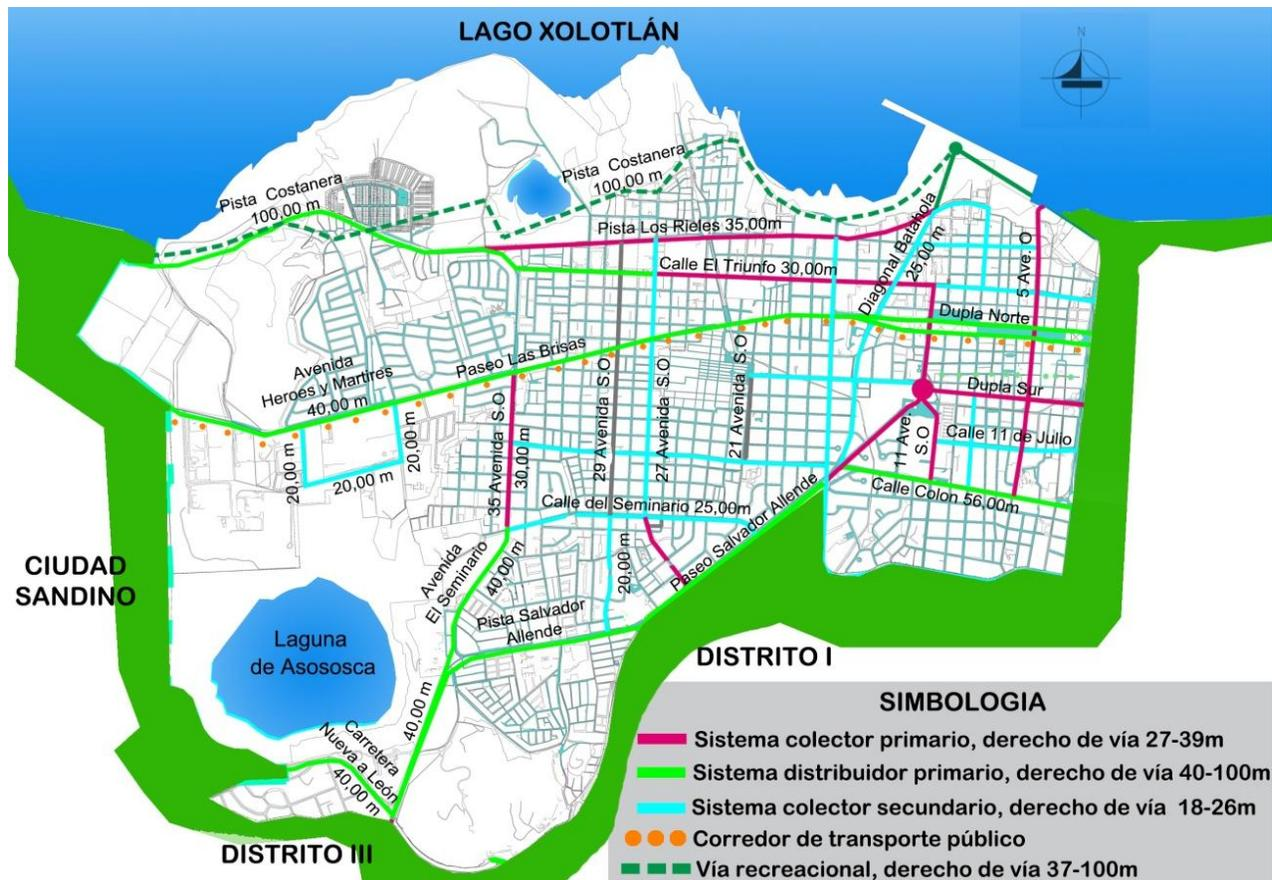 LAGO XOLOTLÁN
N
Pista Costanera
100,00 m
Pista Costanera
100,00 m
Pista Los Rieles 35,00m
Calle El Triunfo 30,00m
Diagonal Batahola
25,00 m
5 Ave. O
Dupla Norte
Avenida
Heroes y Martires
40,00 m
Paseo Las Brisas
Dupla Sur
20,00 m
20,00 m
20,00 m
35 Avenida S.O
30,00 m
29 Avenida S.O
27 Avenida S.O
21 Avenida S.O
11 Ave.
S.O
Calle 11 de Julio
Calle Colon 56,00m
Calle del Seminario 25,00m
Paseo Salvador Allende
20,00 m
Avenida
El Seminario
40,00 m
Pista Salvador
Allende
CIUDAD
SANDINO
Laguna
de Asososca
40,00 m
Carretera
Nueva a León
40,00 m
DISTRITO I
DISTRITO III
SIMBOLOGIA
Sistema colector primario, derecho de vía 27-39m
Sistema distribuidor primario, derecho de vía 40-100m
Sistema colector secundario, derecho de vía 18-26m
Corredor de transporte público
Vía recreacional, derecho de vía 37-100m